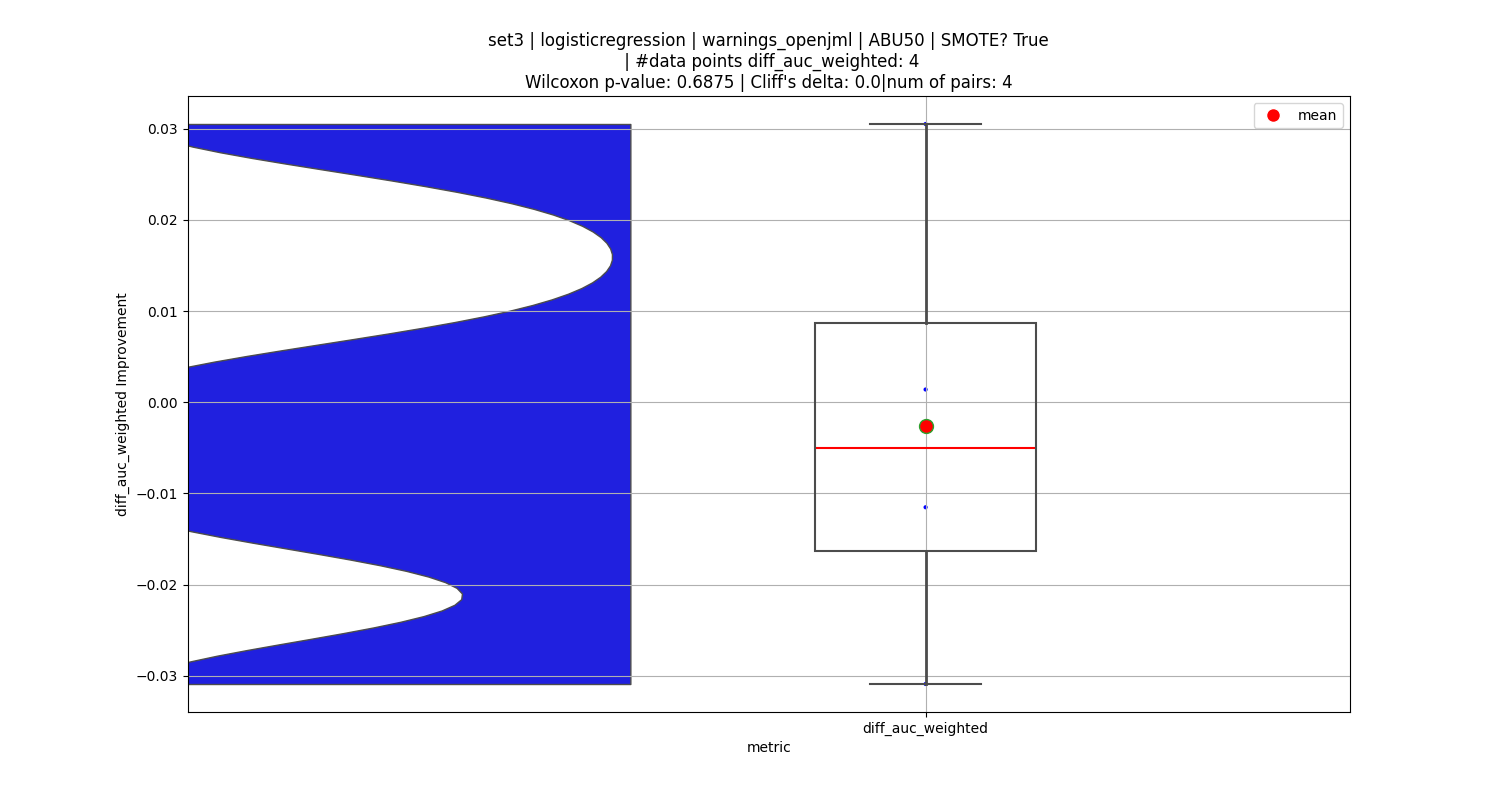 set3 | logisticregression | warnings_openjml | ABU50 | SMOTE? True
| #data points diff_auc_weighted: 4
Wilcoxon p-value: 0.6875 | Cliff's delta: 0.0|num of pairs: 4
mean
0.03
0.02
0.01
0.00
−0.01
−0.02
−0.03
diff_auc_weighted Improvement
diff_auc_weighted
metric